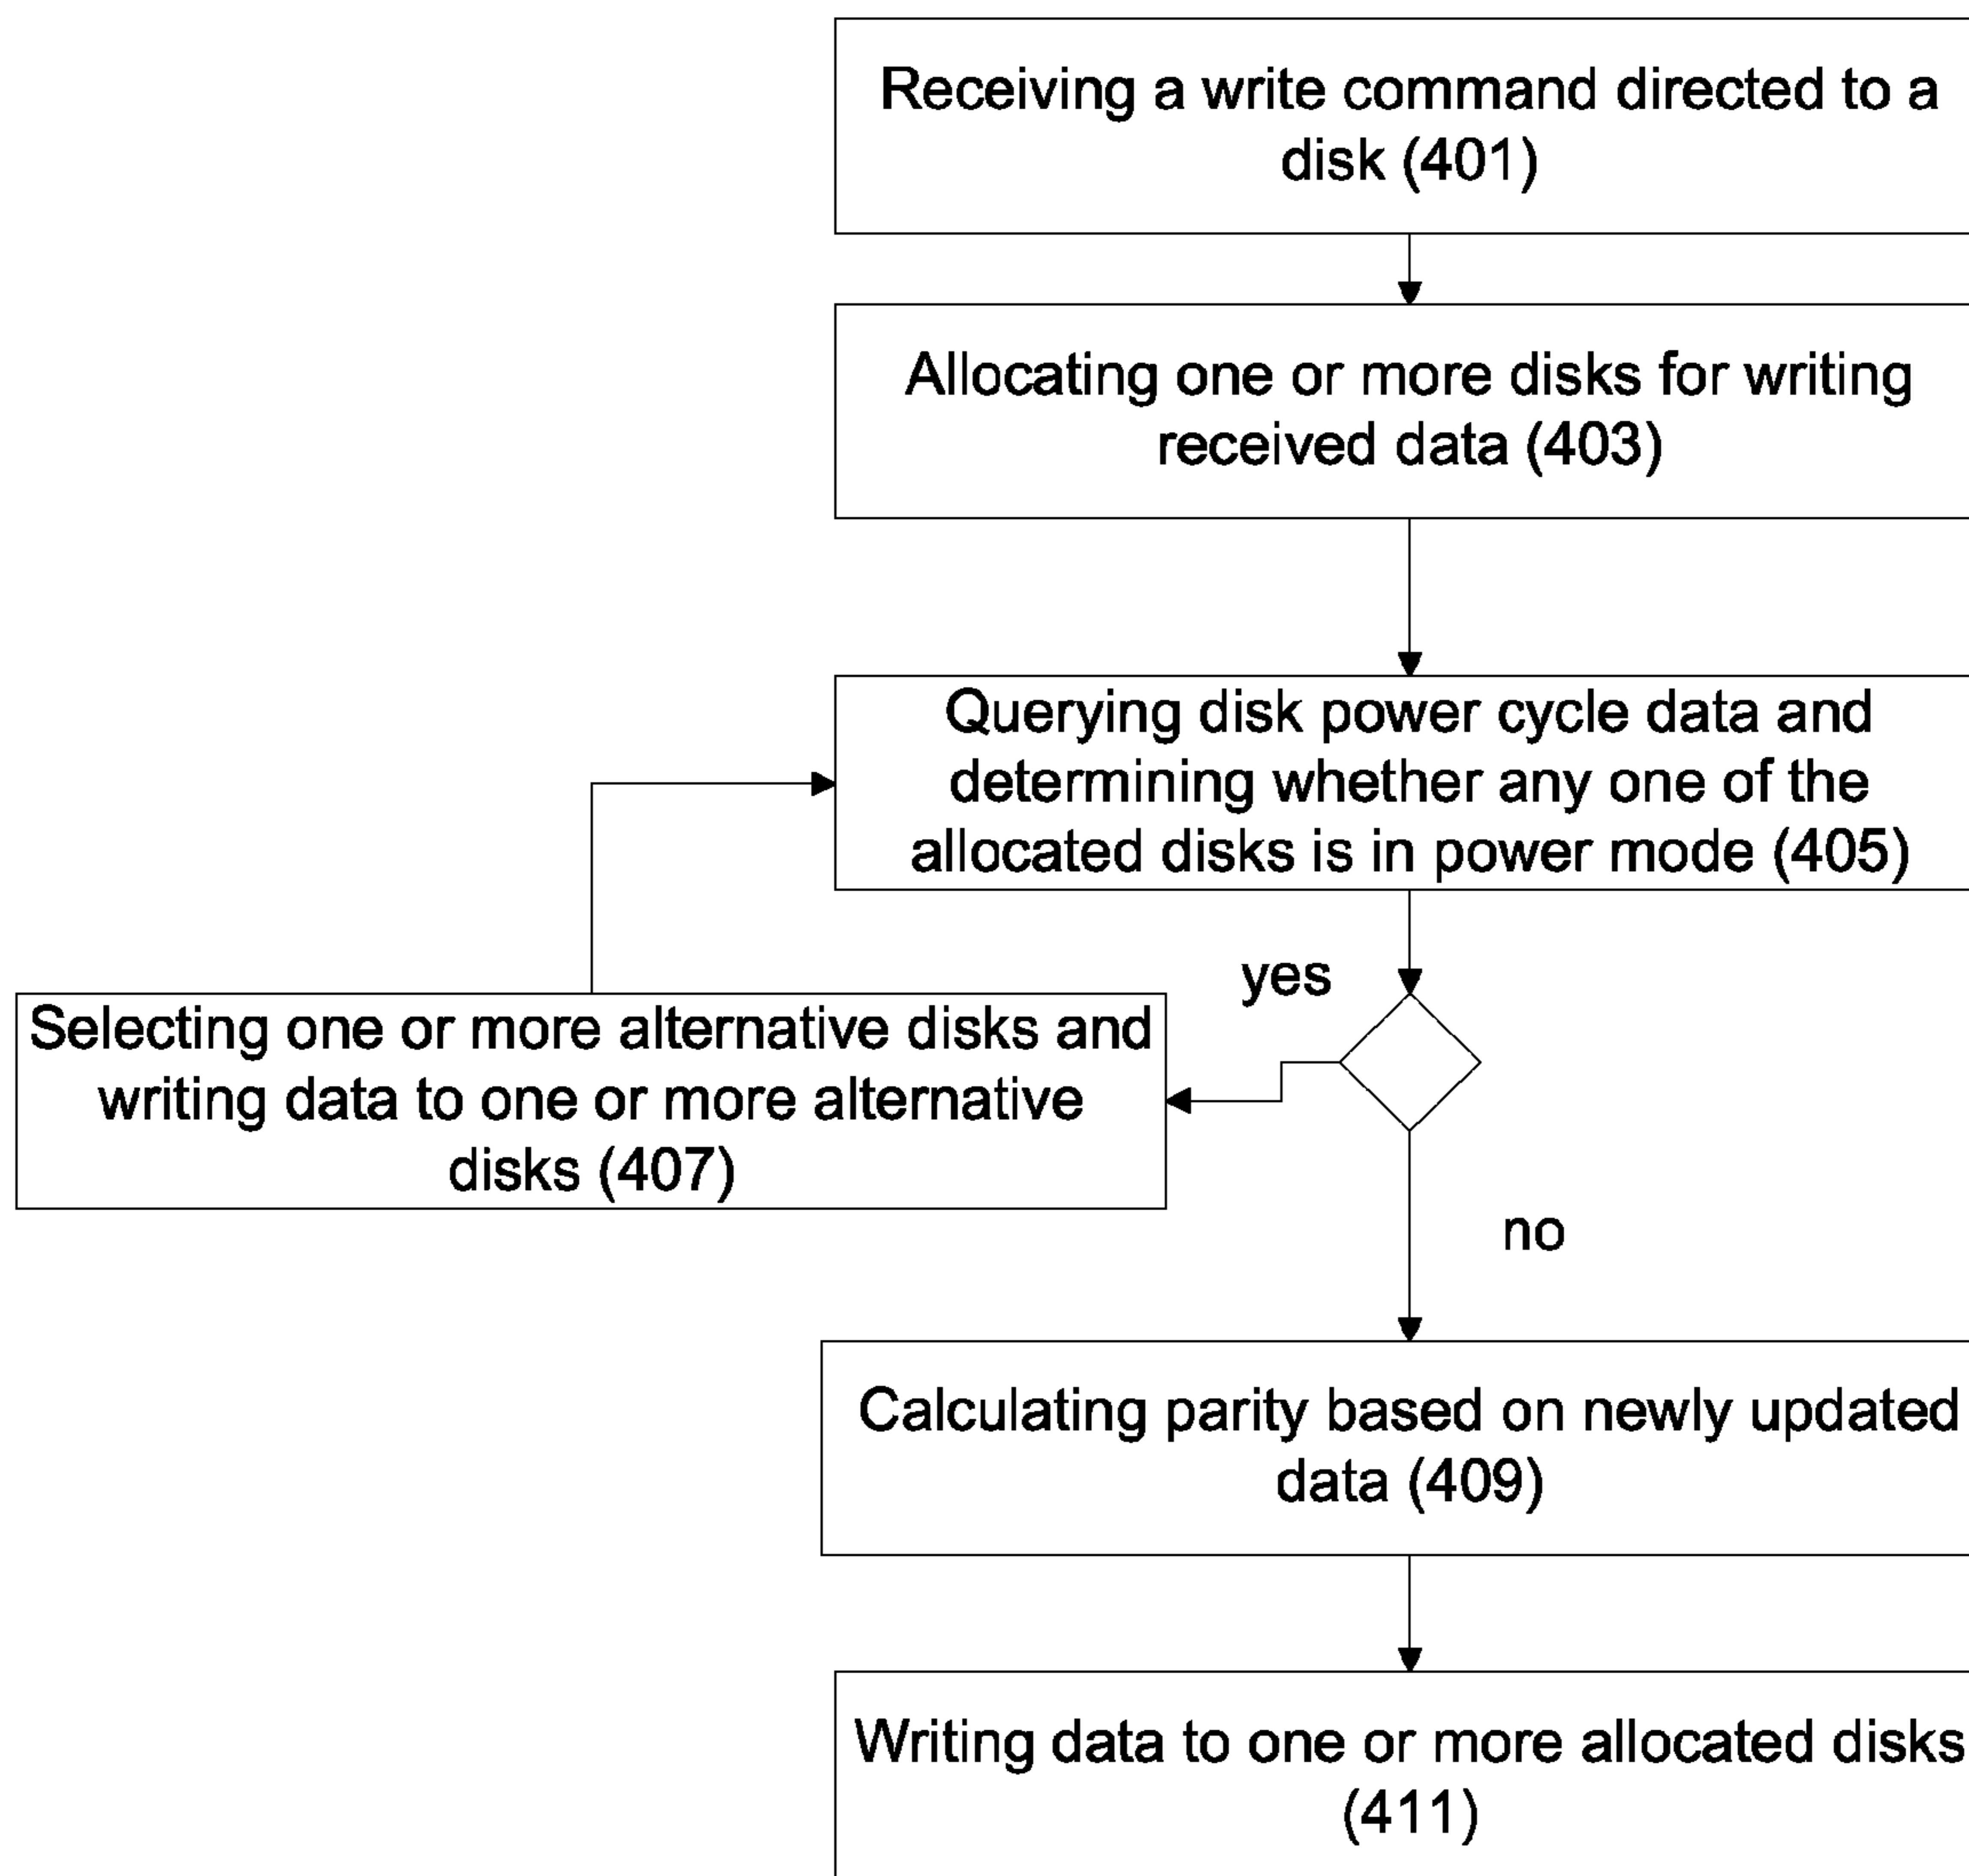 Receiving a write command directed to a
disk (401)
Allocating one or more disks for writing
received data (403)
Querying disk power cycle data and
determining whether any one of the
allocated disks is in power mode (405)
yes
Selecting one or more alternative disks and
writing data to one or more alternative
disks (407)
no
Calculating parity based on newly updated
data (409)
Writing data to one or more allocated disks
(411)